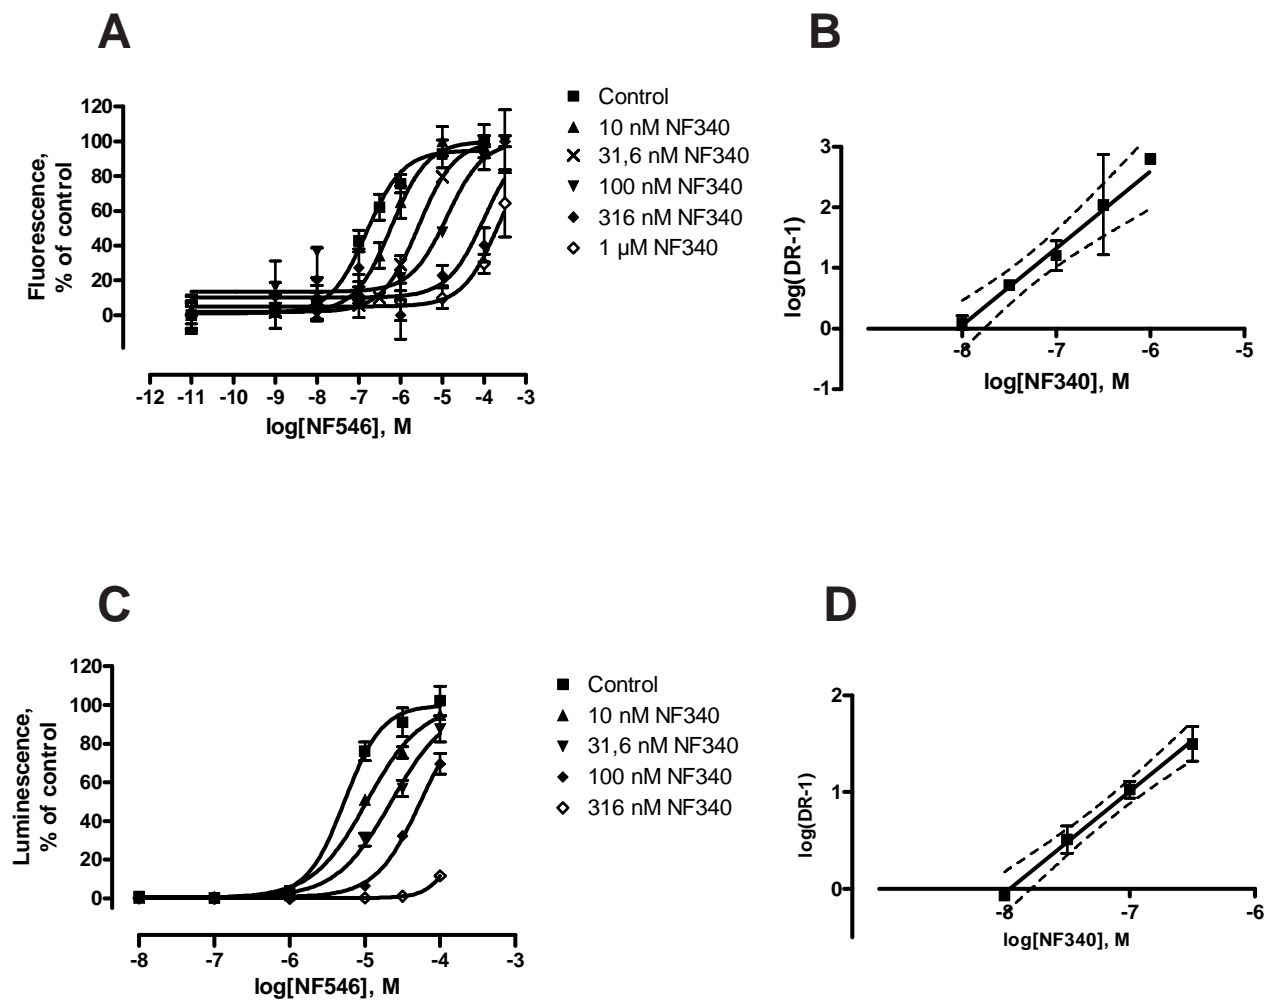 A
Fluorescence,
% of control
120
100
80
60
40
20
0
-12 -11 -10 -9 -8 -7 -6 -5 -4 -3
log[NF546], M
Control
10 nM NF340
31,6 nM NF340
100 nM NF340
316 nM NF340
1 µM NF340
B
log(DR-1)
3
2
1
0
-1
-8 -7 -6 -5
log[NF340], M
C
Luminescence,
% of control
120
100
80
60
40
20
0
-8 -7 -6 -5 -4 -3
log[NF546], M
Control
10 nM NF340
31,6 nM NF340
100 nM NF340
316 nM NF340
D
log(DR-1)
2
1
0
-8 -7 -6
log[NF340], M